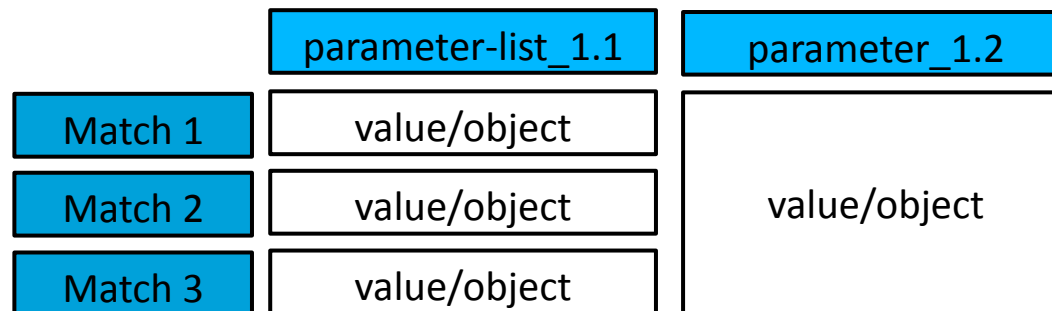 parameter-list_1.1 parameter_1.2
Match 1 value/object
Match 2 value/object value/object
Match 3 value/object